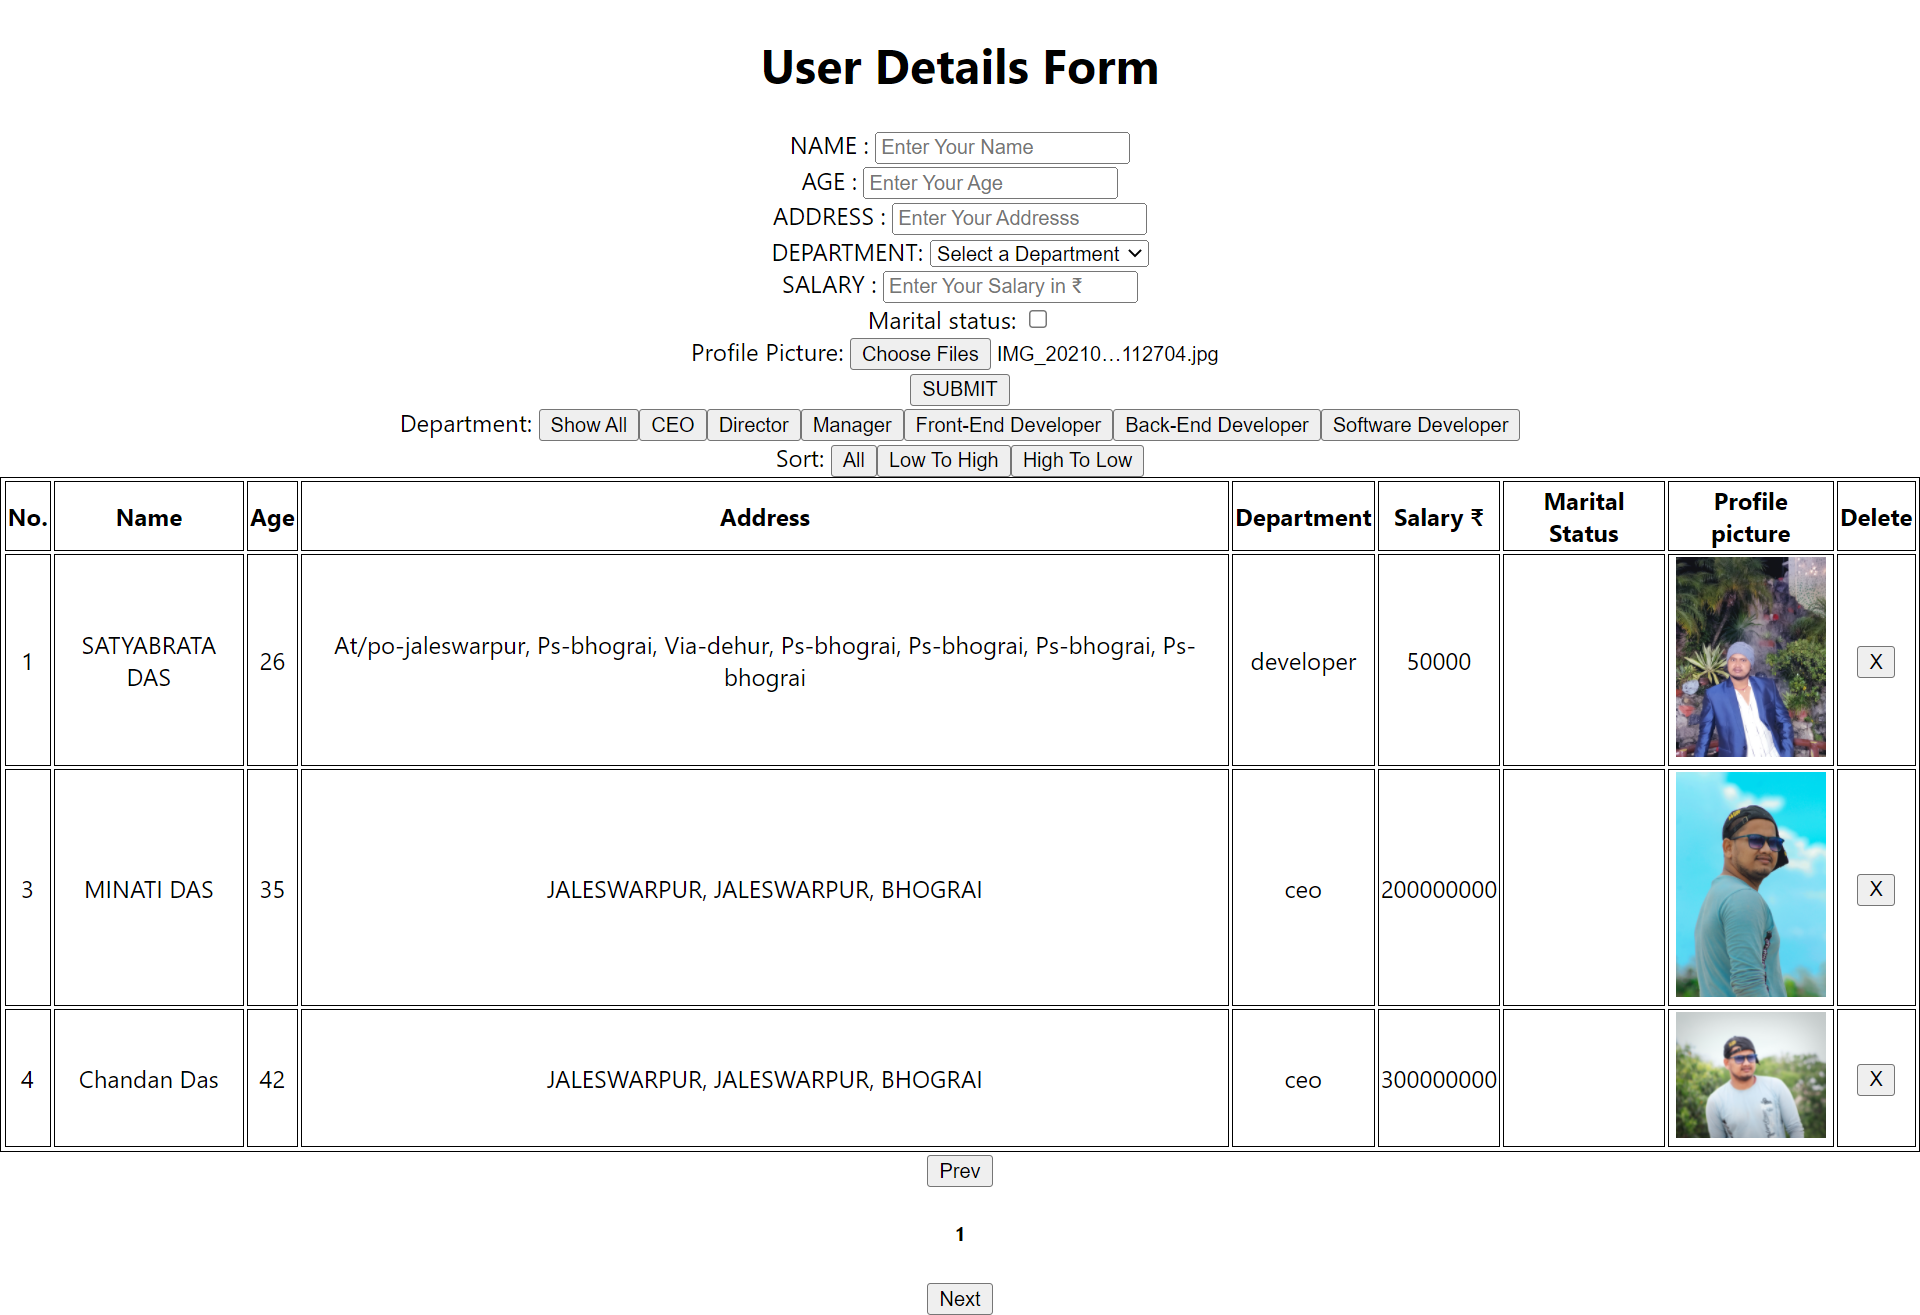 User Details Form
NAME : Enter Your Name
AGE : Enter Your Age
ADDRESS : Enter Your Addresss
DEPARTMENT: Select a Department
SALARY : Enter Your Salary in ₹
Marital status:
Profile Picture: Choose Files IMG_20210...112704.jpg
SUBMIT
Department: Show All CEO Director Manager Front-End Developer Back-End Developer Software Developer
Sort: All Low To High High To Low
No. Name Age Address Department Salary ₹ Marital Status Profile picture Delete
1 SATYABRATA DAS 26 At/po-jaleswarpur, Ps-bhograi, Via-dehur, Ps-bhograi, Ps-bhograi, Ps-bhograi, Ps-bhograi developer 50000 X
3 MINATI DAS 35 JALESWARPUR, JALESWARPUR, BHOGRAI ceo 200000000 X
4 Chandan Das 42 JALESWARPUR, JALESWARPUR, BHOGRAI ceo 300000000 X
Prev
1
Next